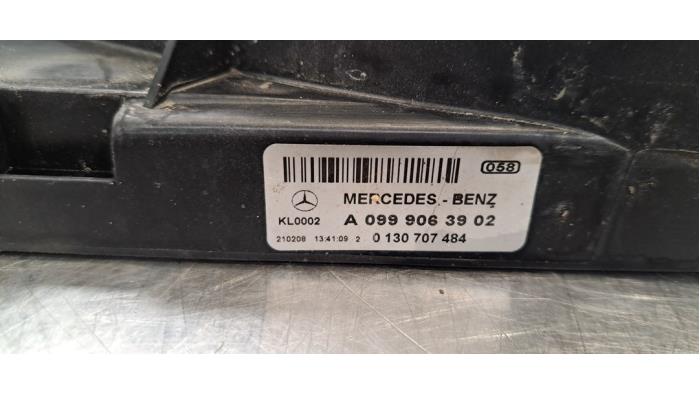 058
MERCEDES - BENZ
KL0002 A 099 906 39 02
210208 13:41:09 2 0 130 707 484